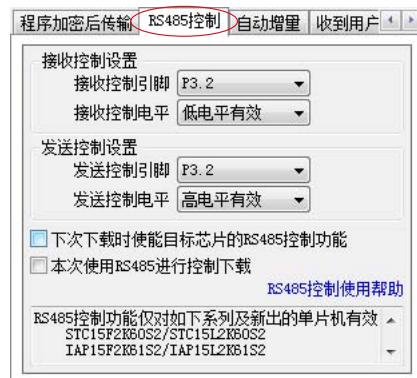 程序加密后传输 RS485控制 自动增量 收到用户
接收控制设置
接收控制引脚 P3.2
接收控制电平 低电平有效
发送控制设置
发送控制引脚 P3.2
发送控制电平 高电平有效
下次下载时使能目标芯片的RS485控制功能
本次使用RS485进行控制下载
RS485控制使用帮助
RS485控制功能仅对如下系列及新出的单片机有效
STC15F2K60S2/STC15L2K60S2
IAP15F2K61S2/IAP15L2K61S2